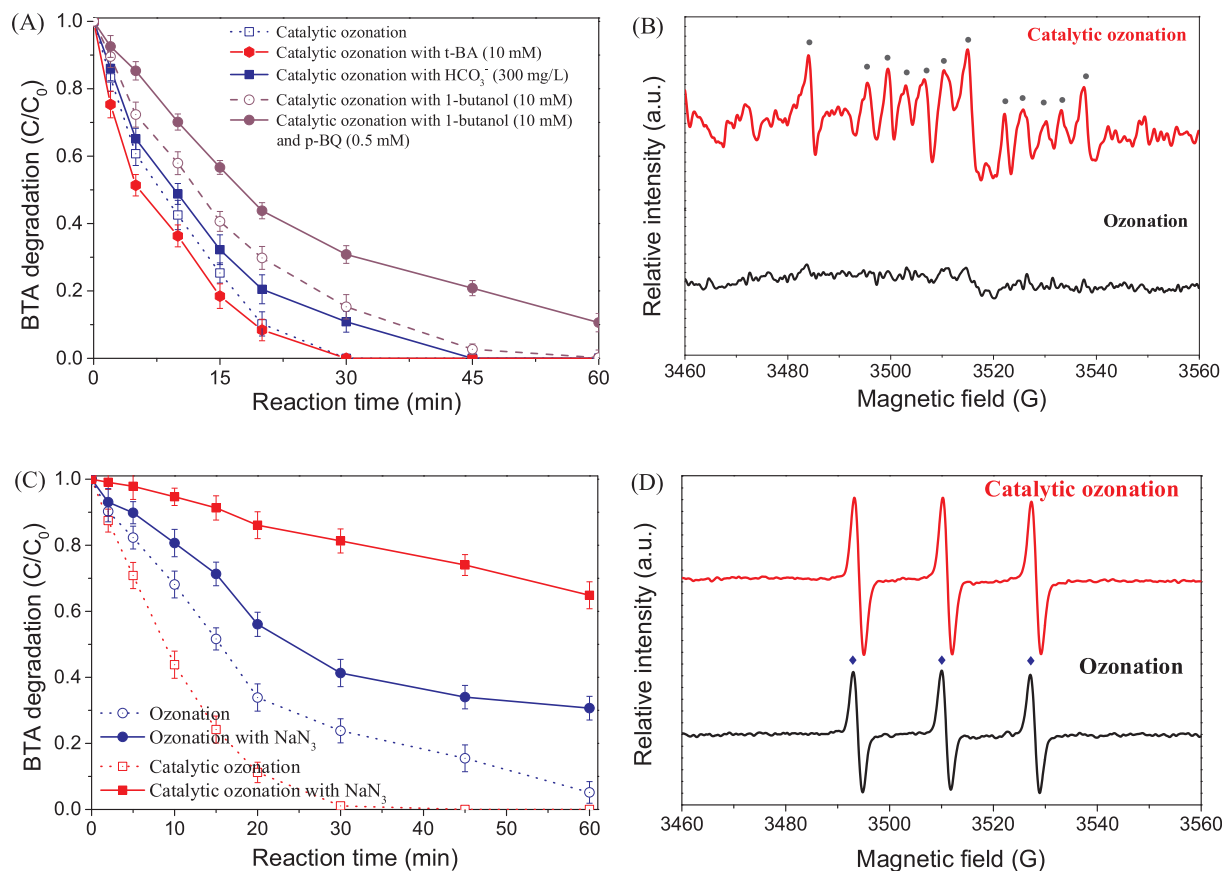 (A)
BTA degradation (C/C0)
1.0
0.8
0.6
0.4
0.2
0.0
Catalytic ozonation
Catalytic ozonation with t-BA (10 mM)
Catalytic ozonation with HCO3- (300 mg/L)
Catalytic ozonation with 1-butanol (10 mM)
Catalytic ozonation with 1-butanol (10 mM)
and p-BQ (0.5 mM)
0 15 30 45 60
Reaction time (min)
(B)
Relative intensity (a.u.)
Catalytic ozonation
Ozonation
3460 3480 3500 3520 3540 3560
Magnetic field (G)
(C)
BTA degradation (C/C0)
1.0
0.8
0.6
0.4
0.2
0.0
Ozonation
Ozonation with NaN3
Catalytic ozonation
Catalytic ozonation with NaN3
0 10 20 30 40 50 60
Reaction time (min)
(D)
Relative intensity (a.u.)
Catalytic ozonation
Ozonation
3460 3480 3500 3520 3540 3560
Magnetic field (G)